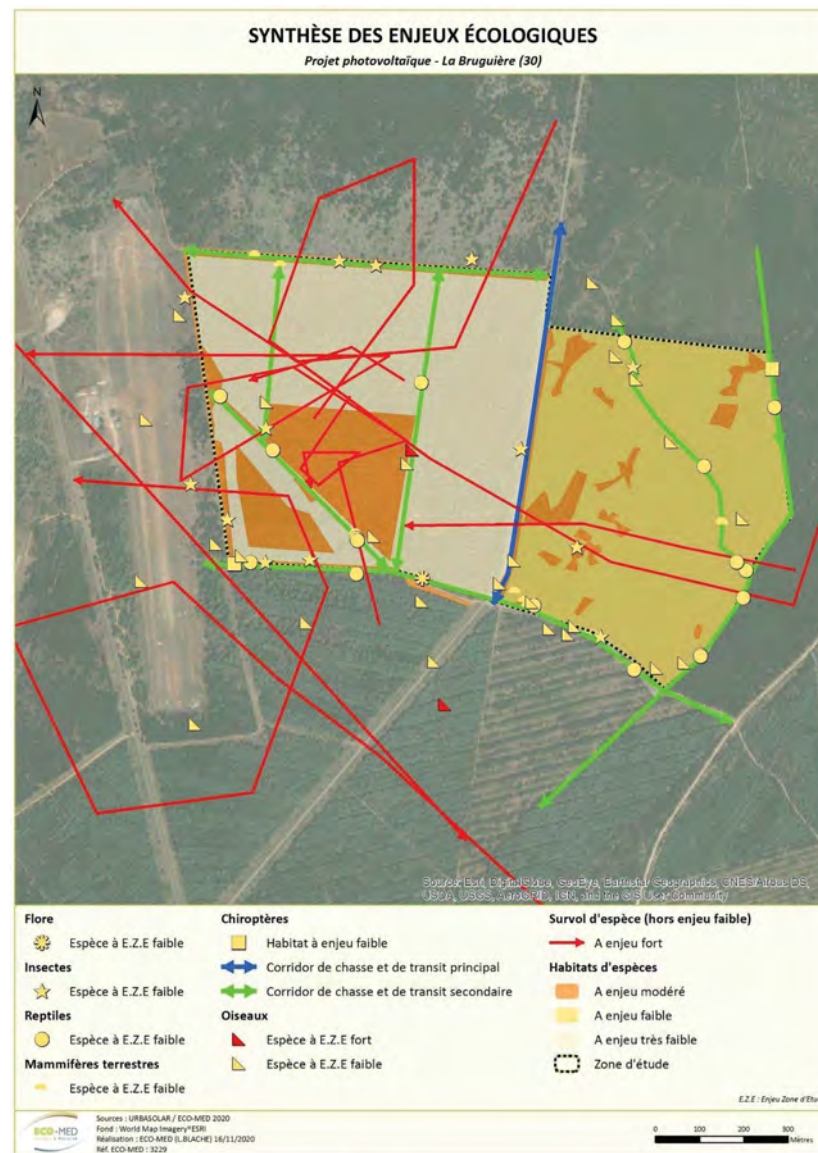 SYNTHÈSE DES ENJEUX ÉCOLOGIQUES
Projet photovoltaïque - La Bruguière (30)
N
Source: Esri, DigitalGlobe, GeoEye, Earthstar Geographics, CNES/Airbus DS,
USDA, USGS, AeroGRID, IGN, and the GIS User Community
Flore
Espèce à E.Z.E faible
Insectes
Espèce à E.Z.E faible
Reptiles
Espèce à E.Z.E faible
Mammifères terrestres
Espèce à E.Z.E faible
Chiroptères
Habitat à enjeu faible
Corridor de chasse et de transit principal
Corridor de chasse et de transit secondaire
Oiseaux
Espèce à E.Z.E fort
Espèce à E.Z.E faible
Survol d'espèce (hors enjeu faible)
A enjeu fort
Habitats d'espèces
A enjeu modéré
A enjeu faible
A enjeu très faible
Zone d'étude
E.Z.E : Enjeu Zone d'Etu
ECO-MED
Sources : URBASOLAR / ECO-MED 2020
Fond : World Map Imagery®ESRI
Réalisation : ECO-MED (L.BLACHE) 16/11/2020
Réf. ECO-MED : 3229
0 100 200 300
Mètres